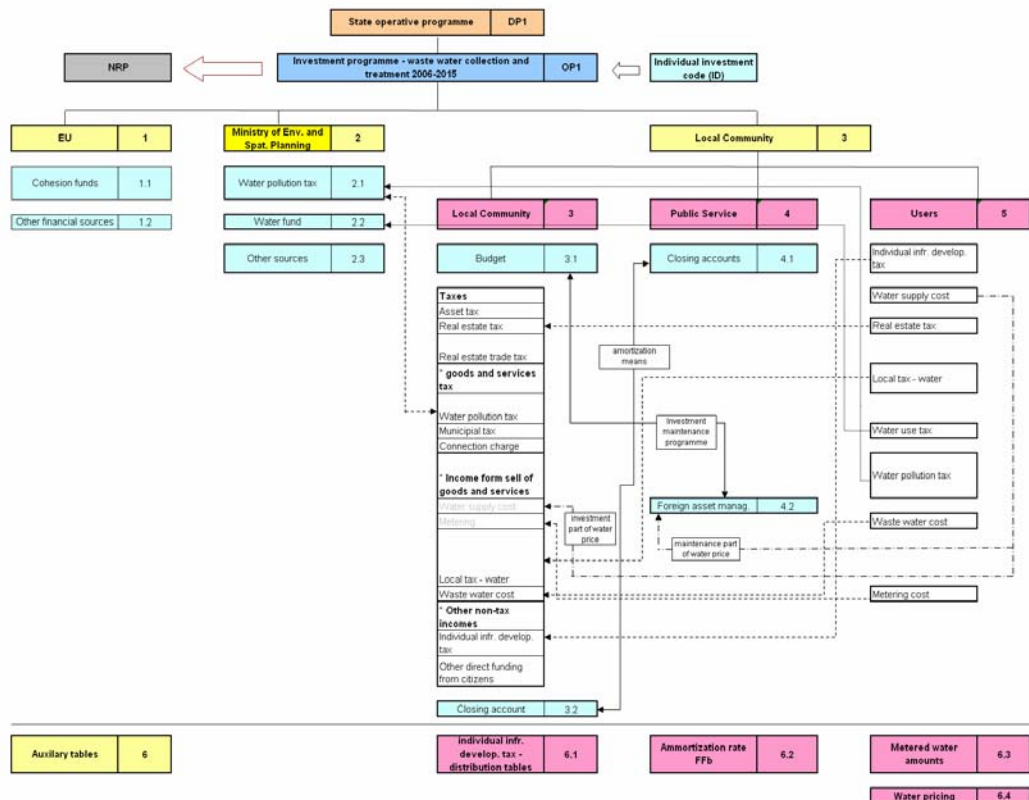 State operative programme DP1
NRP
Investment programme - waste water collection and
treatment 2006-2015
OP1
Individual investment
code (ID)
EU 1
Ministry of Env. and
Spat. Planning
2
Local Community 3
Cohesion funds 1.1
Water pollution tax 2.1
Other financial sources 1.2
Water fund 2.2
Local Community 3
Public Service 4
Users 5
Other sources 2.3
Budget 3.1
Closing accounts 4.1
Individual infr. develop.
tax
Taxes
Asset tax
Real estate tax
Real estate trade tax
* goods and services
tax
Water pollution tax
Municipial tax
Connection charge
* Income form sell of
goods and services
Water supply cost
Metering
Local tax - water
Waste water cost
* Other non-tax
incomes
Individual infr. develop.
tax
Other direct funding
from citizens
Closing account 3.2
amortization
means
Investment
maintenance
programme
investment
part of water
price
Foreign asset manag. 4.2
maintenance part
of water price
Water supply cost
Real estate tax
Local tax - water
Water use tax
Water pollution tax
Waste water cost
Metering cost
Auxilary tables 6
individual infr.
develop. tax -
distribution tables
6.1
Ammortization rate
FFb
6.2
Metered water
amounts
6.3
Water pricing 6.4